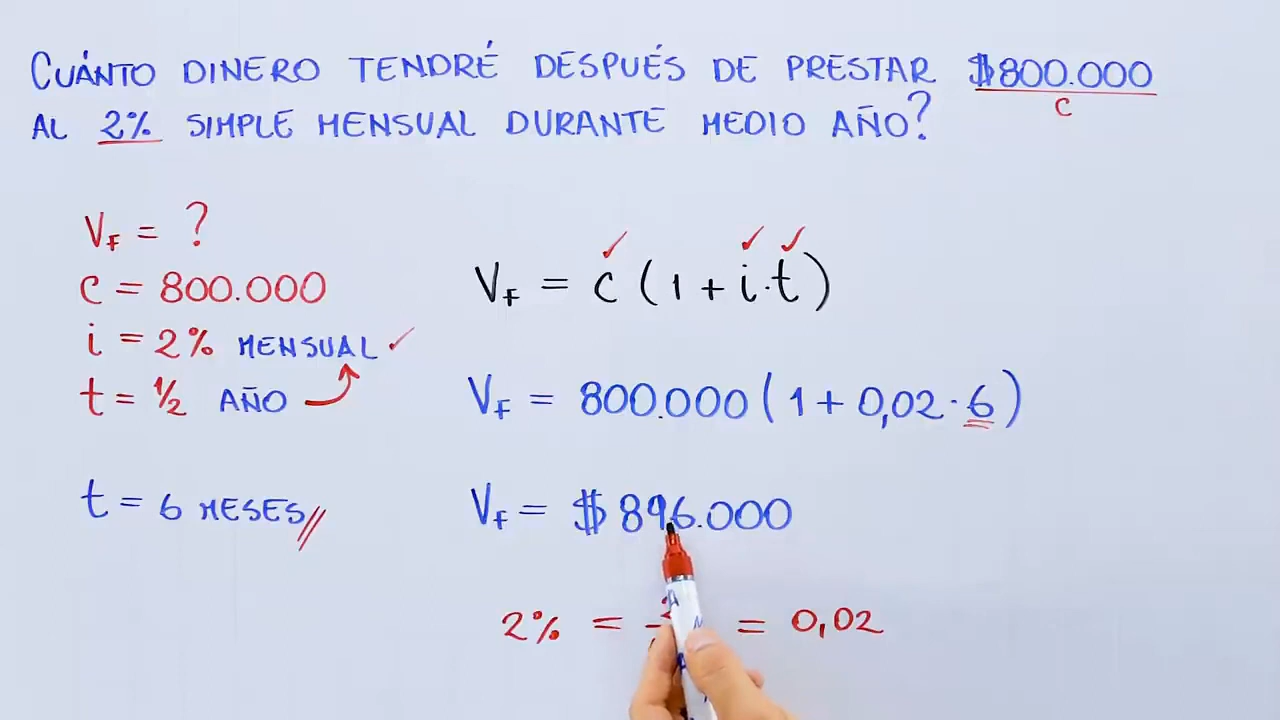 CUÁNTO DINERO TENDRÉ DESPUÉS DE PRESTAR $800.000
C
AL 2% SIMPLE MENSUAL DURANTE MEDIO AÑO?
VF = ?
C = 800.000
i = 2% MENSUAL ✓
t = 1/2 AÑO
t = 6 MESES//
✓ ✓ ✓
VF = C (1 + i.t)
VF = 800.000 (1 + 0,02 · 6)
VF = $896.000
2% = = 0,02